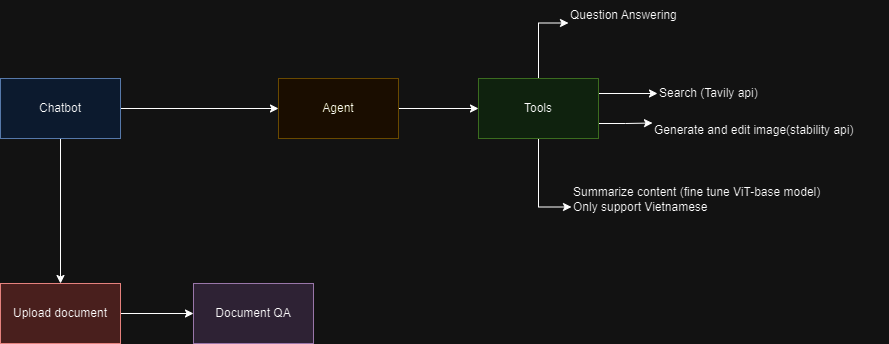 Question Answering
Search (Tavily api)
Chatbot
Agent
Tools
Generate and edit image(stability api)
Summarize content (fine tune ViT-base model)
Only support Vietnamese
Upload document
Document QA